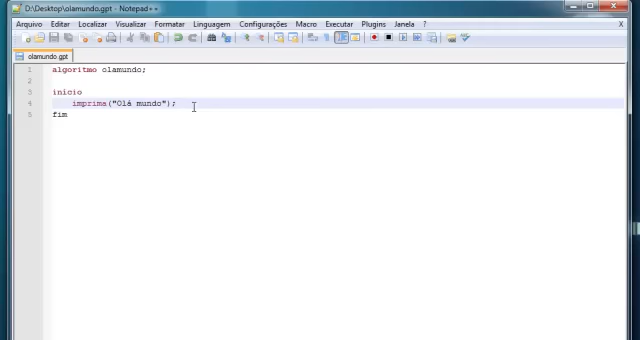 D:\Desktop\olamundo.gpt - Notepad++
Arquivo Editar Localizar Visualizar Formatar Linguagem Configurações Macro Executar Plugins Janela ? X
olamundo.gpt
1 algoritmo olamundo;
2
3 início
4 imprima("Olá mundo");
5 fim